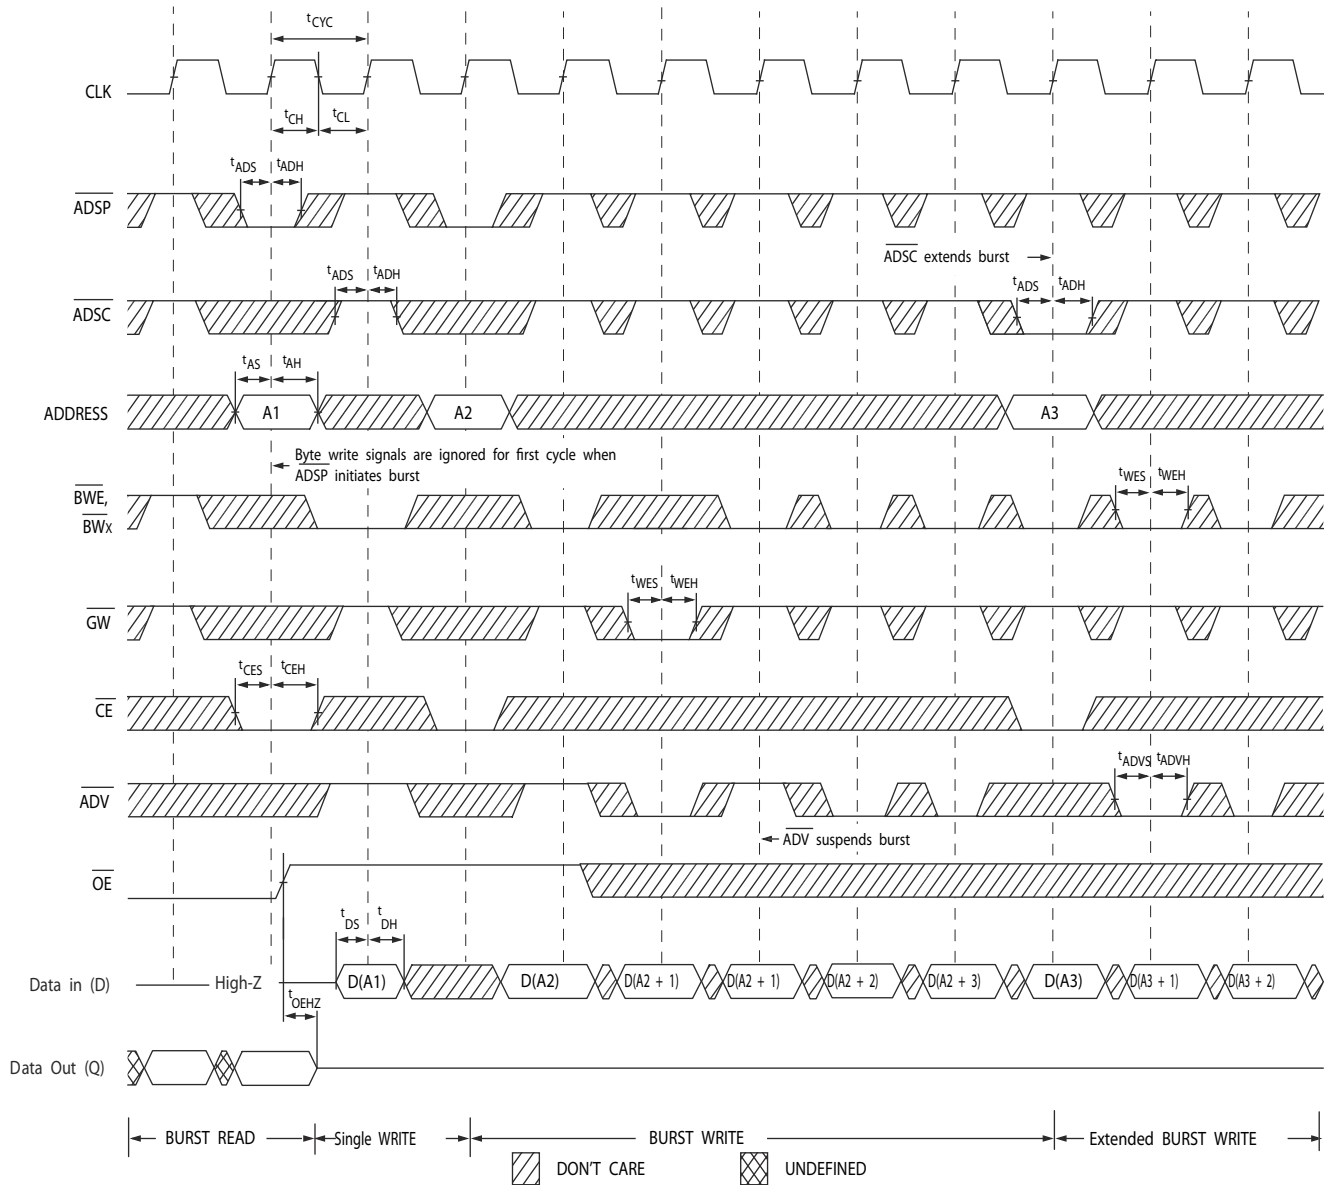 tCYC
CLK
tCH
tCL
tADS
tADH
ADSP
ADSC extends burst
tADS
tADH
tADS
tADH
ADSC
tAS
tAH
ADDRESS
A1
A2
A3
Byte write signals are ignored for first cycle when
ADSP initiates burst
BWE,
BWx
tWES
tWEH
tWES
tWEH
GW
tCES
tCEH
CE
tADVS
tADVH
ADV
ADV suspends burst
OE
tDS
tDH
Data in (D)
High-Z
D(A1)
D(A2)
D(A2 + 1)
D(A2 + 1)
D(A2 + 2)
D(A2 + 3)
D(A3)
D(A3 + 1)
D(A3 + 2)
tOEHZ
Data Out (Q)
BURST READ
Single WRITE
BURST WRITE
Extended BURST WRITE
DON'T CARE
UNDEFINED